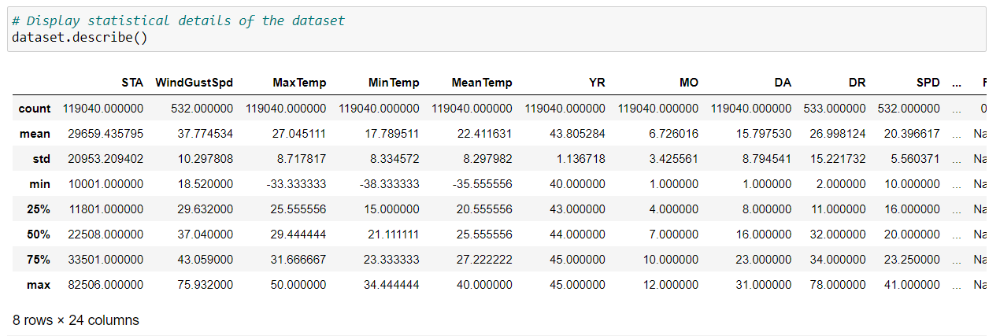 # Display statistical details of the dataset
dataset.describe()
STA WindGustSpd MaxTemp MinTemp MeanTemp YR MO DA DR SPD ... F
count 119040.000000 532.000000 119040.000000 119040.000000 119040.000000 119040.000000 119040.000000 119040.000000 533.000000 532.000000 ... 0
mean 29659.435795 37.774534 27.045111 17.789511 22.411631 43.805284 6.726016 15.797530 26.998124 20.396617 ... Na
std 20953.209402 10.297808 8.717817 8.334572 8.297982 1.136718 3.425561 8.794541 15.221732 5.560371 ... Na
min 10001.000000 18.520000 -33.333333 -38.333333 -35.555556 40.000000 1.000000 1.000000 2.000000 10.000000 ... Na
25% 11801.000000 29.632000 25.555556 15.000000 20.555556 43.000000 4.000000 8.000000 11.000000 16.000000 ... Na
50% 22508.000000 37.040000 29.444444 21.111111 25.555556 44.000000 7.000000 16.000000 32.000000 20.000000 ... Na
75% 33501.000000 43.059000 31.666667 23.333333 27.222222 45.000000 10.000000 23.000000 34.000000 23.250000 ... Na
max 82506.000000 75.932000 50.000000 34.444444 40.000000 45.000000 12.000000 31.000000 78.000000 41.000000 ... Na
8 rows × 24 columns